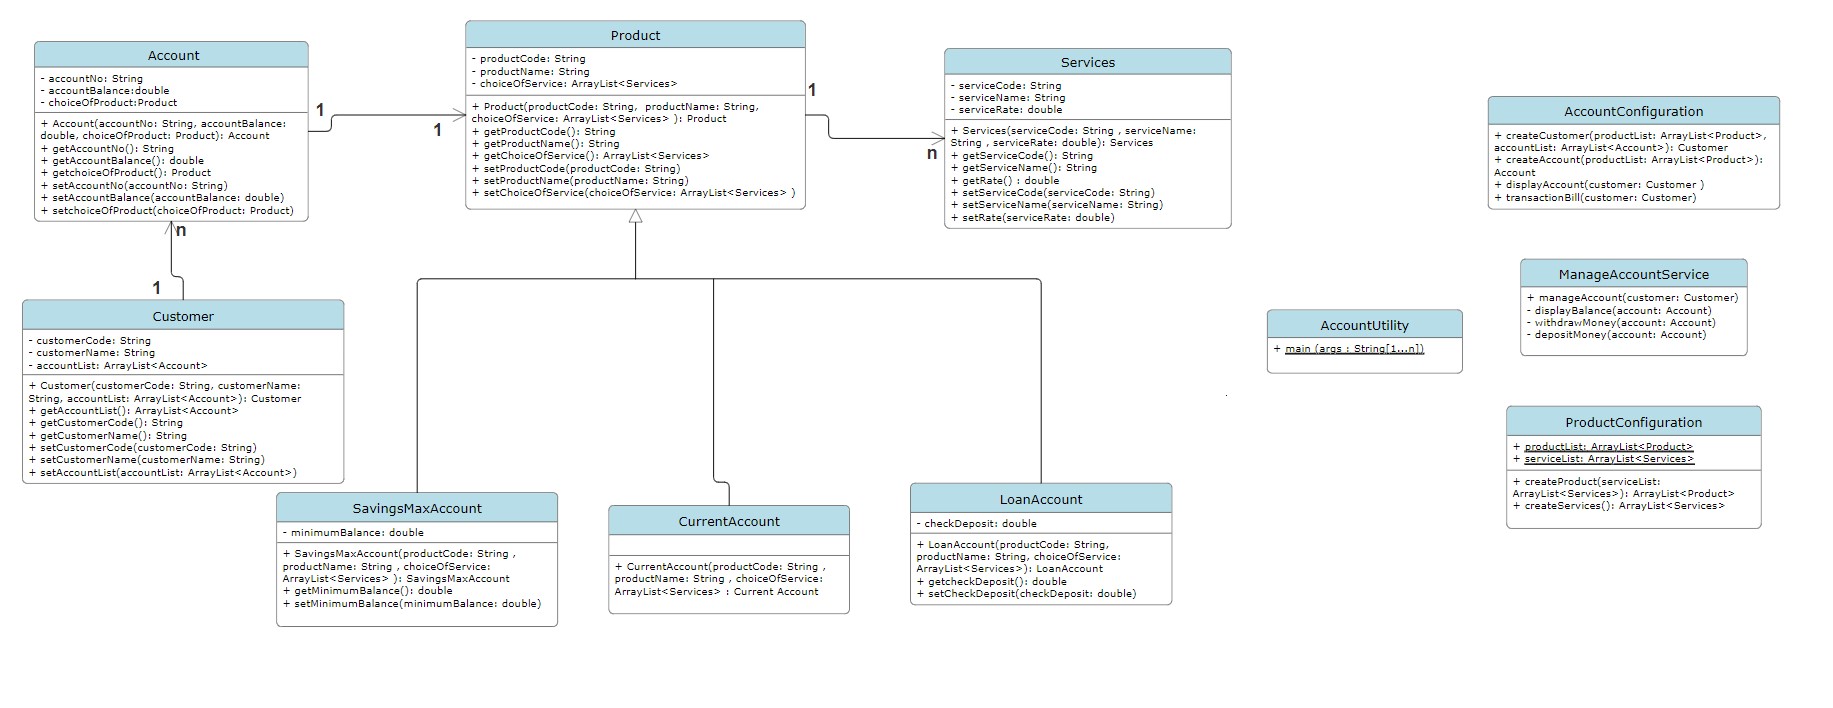 Account
- accountNo: String
- accountBalance:double
- choiceOfProduct:Product
+ Account(accountNo: String, accountBalance:
double, choiceOfProduct: Product): Account
+ getAccountNo(): String
+ getAccountBalance(): double
+ getchoiceOfProduct(): Product
+ setAccountNo(accountNo: String)
+ setAccountBalance(accountBalance: double)
+ setchoiceOfProduct(choiceOfProduct: Product)
1
1
Product
- productCode: String
- productName: String
- choiceOfService: ArrayList<Services>
+ Product(productCode: String, productName: String,
choiceOfService: ArrayList<Services> ): Product
+ getProductCode(): String
+ getProductName(): String
+ getChoiceOfService(): ArrayList<Services>
+ setProductCode(productCode: String)
+ setProductName(productName: String)
+ setChoiceOfService(choiceOfService: ArrayList<Services> )
1
n
Services
- serviceCode: String
- serviceName: String
- serviceRate: double
+ Services(serviceCode: String , serviceName:
String , serviceRate: double): Services
+ getServiceCode(): String
+ getServiceName(): String
+ getRate() : double
+ setServiceCode(serviceCode: String)
+ setServiceName(serviceName: String)
+ setRate(serviceRate: double)
AccountConfiguration
+ createCustomer(productList: ArrayList<Product>,
accountList: ArrayList<Account>): Customer
+ createAccount(productList: ArrayList<Product>):
Account
+ displayAccount(customer: Customer )
+ transactionBill(customer: Customer)
n
1
Customer
- customerCode: String
- customerName: String
- accountList: ArrayList<Account>
+ Customer(customerCode: String, customerName:
String, accountList: ArrayList<Account>): Customer
+ getAccountList(): ArrayList<Account>
+ getCustomerCode(): String
+ getCustomerName(): String
+ setCustomerCode(customerCode: String)
+ setCustomerName(customerName: String)
+ setAccountList(accountList: ArrayList<Account>)
ManageAccountService
+ manageAccount(customer: Customer)
- displayBalance(account: Account)
- withdrawMoney(account: Account)
- depositMoney(account: Account)
AccountUtility
+ main (args : String[1...n])
ProductConfiguration
+ productList: ArrayList<Product>
+ serviceList: ArrayList<Services>
+ createProduct(serviceList:
ArrayList<Services>): ArrayList<Product>
+ createServices(): ArrayList<Services>
SavingsMaxAccount
- minimumBalance: double
+ SavingsMaxAccount(productCode: String ,
productName: String , choiceOfService:
ArrayList<Services> ): SavingsMaxAccount
+ getMinimumBalance(): double
+ setMinimumBalance(minimumBalance: double)
CurrentAccount
+ CurrentAccount(productCode: String ,
productName: String , choiceOfService:
ArrayList<Services> : Current Account
LoanAccount
- checkDeposit: double
+ LoanAccount(productCode: String,
productName: String, choiceOfService:
ArrayList<Services>): LoanAccount
+ getcheckDeposit(): double
+ setCheckDeposit(checkDeposit: double)